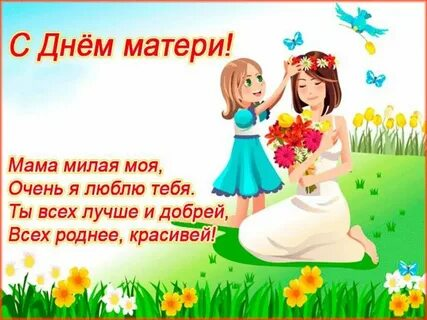 С Днём матери!
Мама милая моя,
Очень я люблю тебя.
Ты всех лучше и добрей,
Всех роднее, красивей!